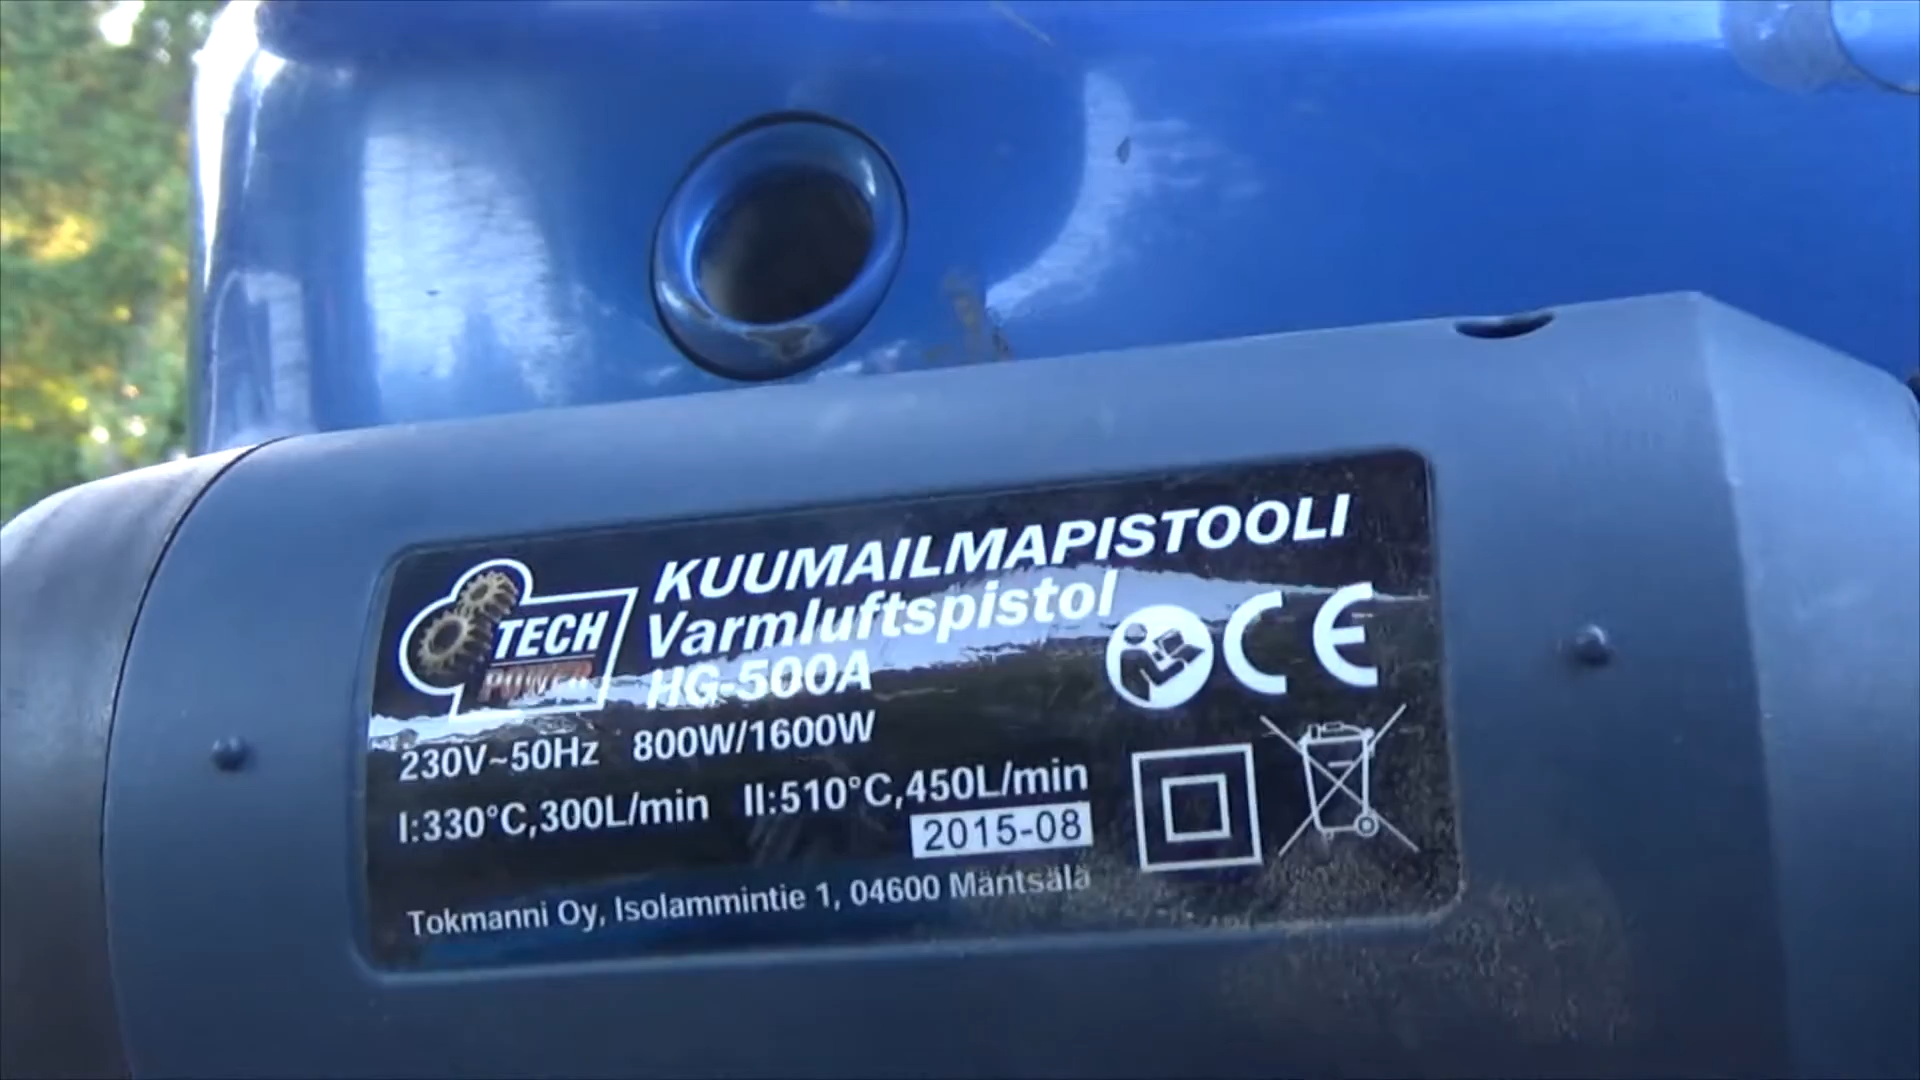 KUUMAILMAPISTOOLI
TECH
POWER
Varmluftspistol
HG-500A
CE
230V~50Hz 800W/1600W
I:330°C,300L/min II:510°C,450L/min
2015-08
Tokmanni Oy, Isolammintie 1, 04600 Mäntsälä